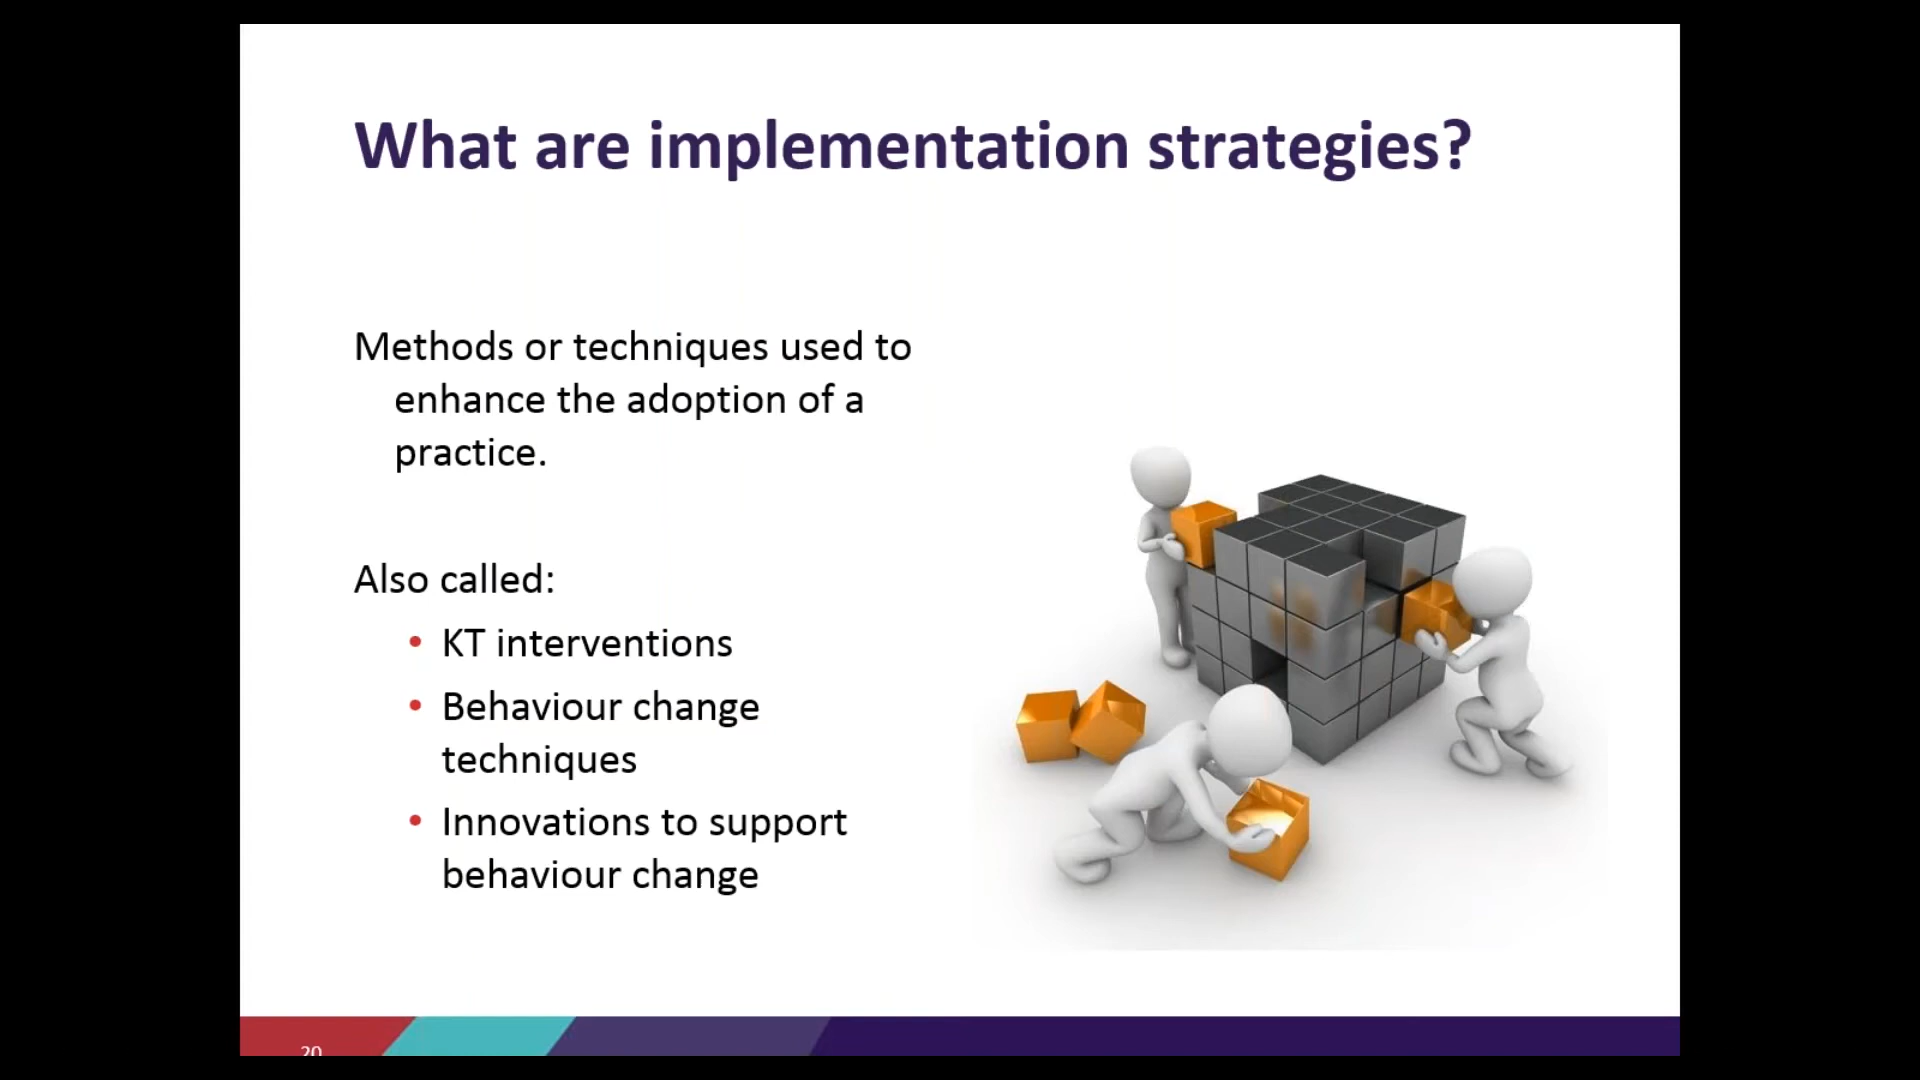 What are implementation strategies?
Methods or techniques used to
enhance the adoption of a
practice.
Also called:
• KT interventions
• Behaviour change
techniques
• Innovations to support
behaviour change
20